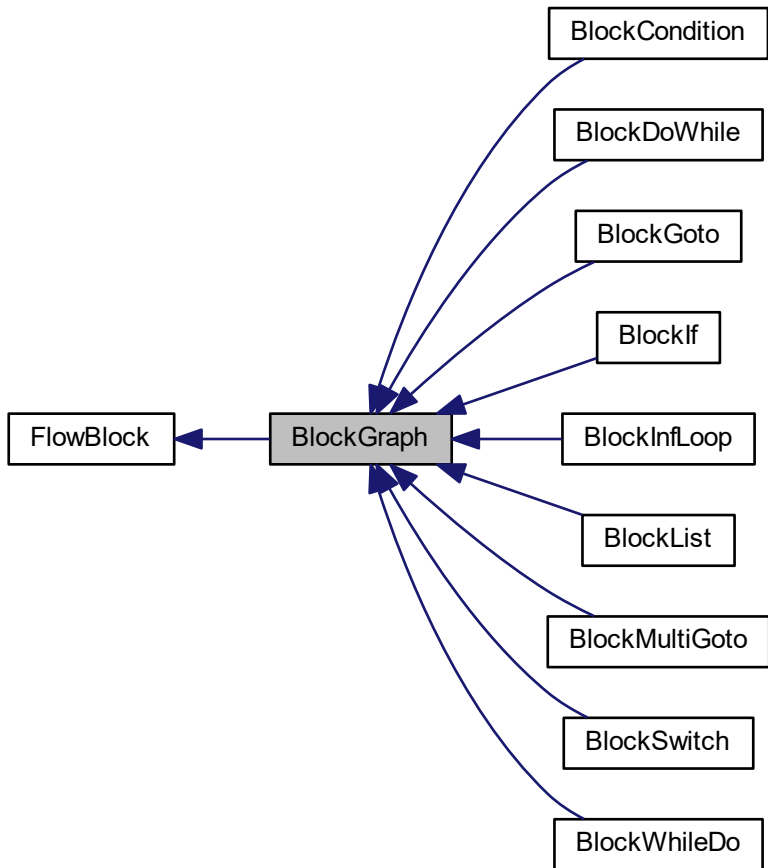 BlockCondition
BlockDoWhile
BlockGoto
BlockIf
FlowBlock
BlockGraph
BlockInfLoop
BlockList
BlockMultiGoto
BlockSwitch
BlockWhileDo